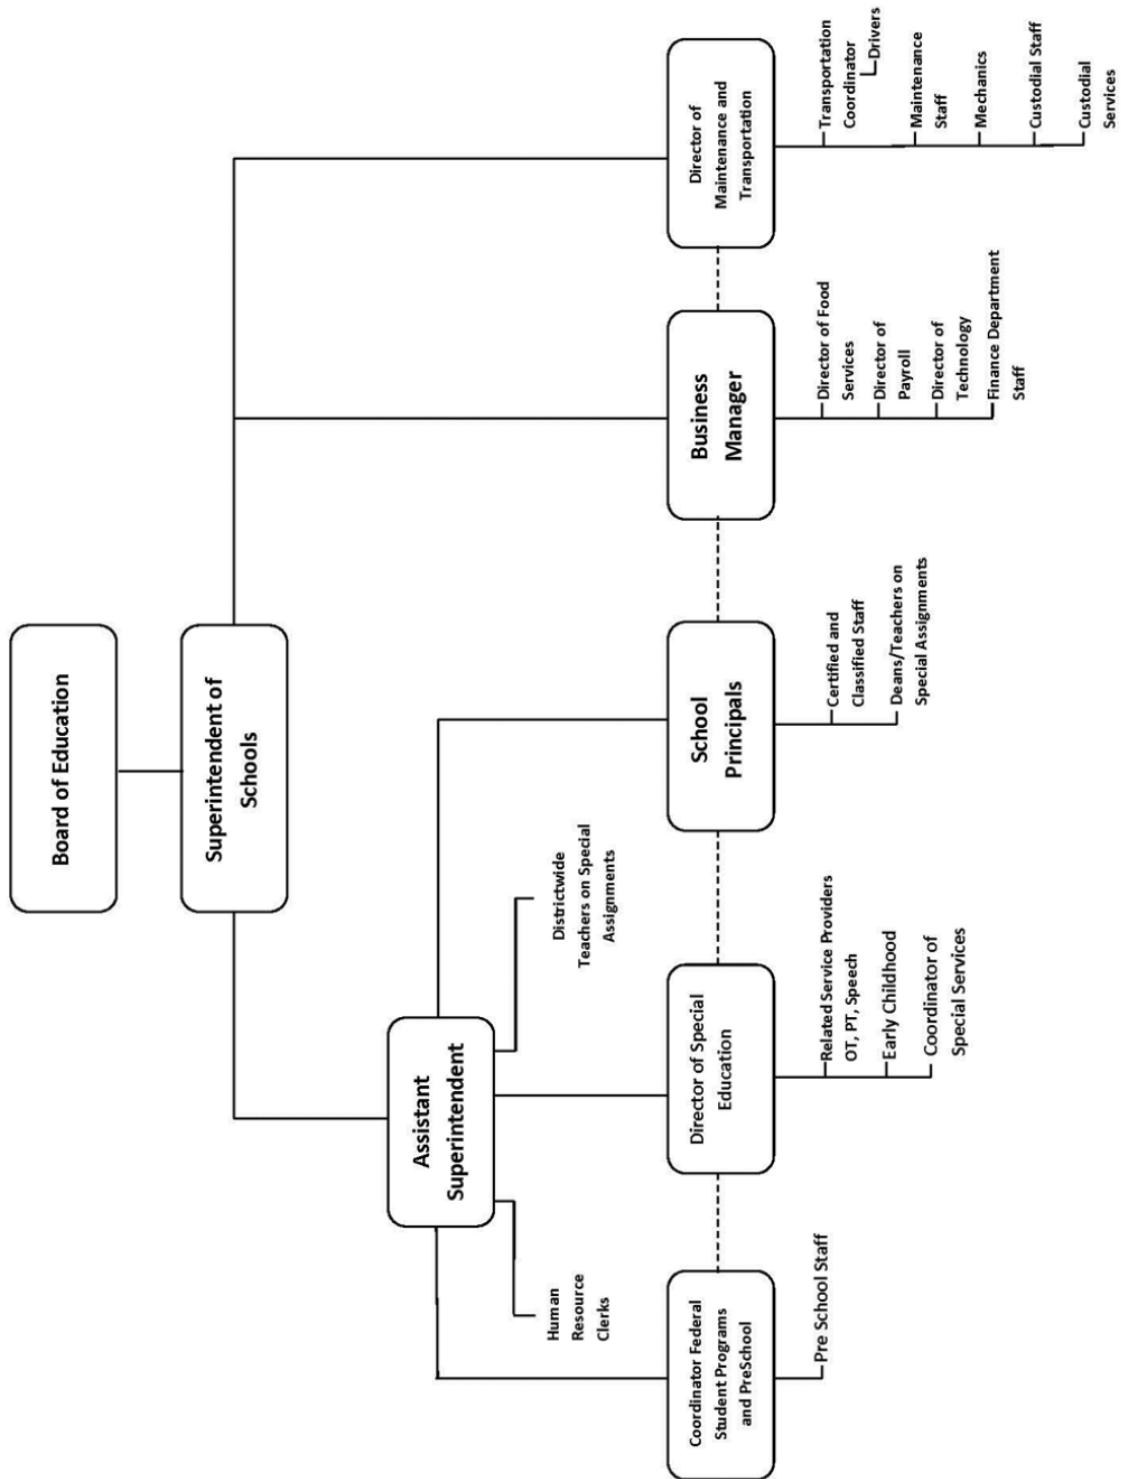 Board of Education
Superintendent of
Schools
Assistant
Superintendent
Human
Resource
Clerks
Districtwide
Teachers on Special
Assignments
Coordinator Federal
Student Programs
and PreSchool
Pre School Staff
Director of Special
Education
Related Service Providers
OT, PT, Speech
Early Childhood
Coordinator of
Special Services
School
Principals
Certified and
Classified Staff
Deans/Teachers on
Special Assignments
Business
Manager
Director of Food
Services
Director of
Payroll
Director of
Technology
Finance Department
Staff
Director of
Maintenance and
Transportation
Transportation
Coordinator
Drivers
Maintenance
Staff
Mechanics
Custodial Staff
Custodial
Services